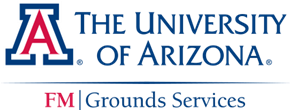 A® THE UNIVERSITY
OF ARIZONA®
FM | Grounds Services